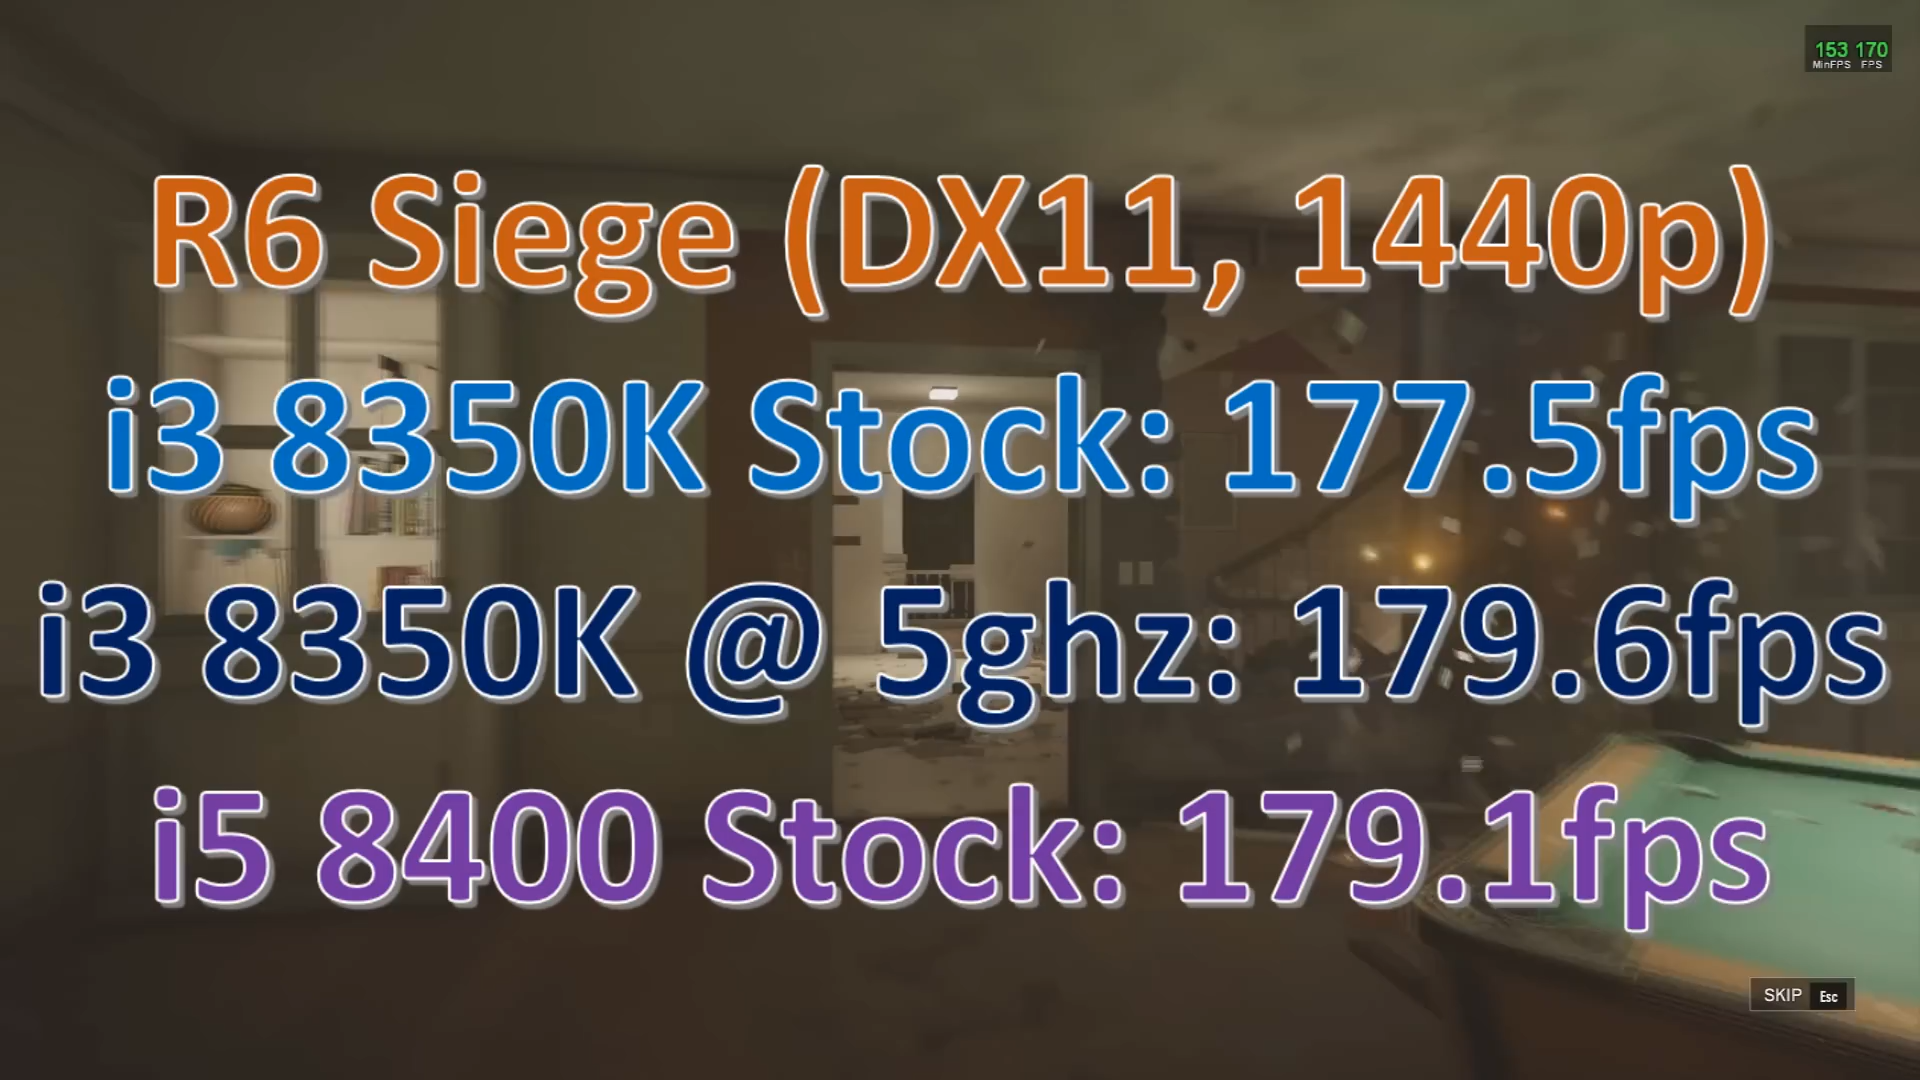 153 170
MinFPS FPS
R6 Siege (DX11, 1440p)
i3 8350K Stock: 177.5fps
i3 8350K @ 5ghz: 179.6fps
i5 8400 Stock: 179.1fps
SKIP Esc